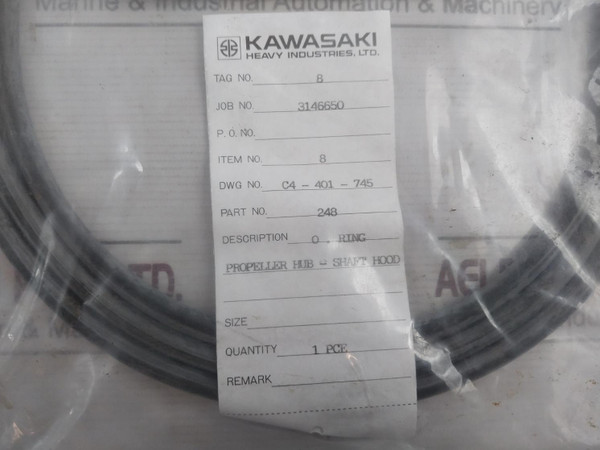 Marine & Industrial Automation & Machinery
KAWASAKI
HEAVY INDUSTRIES, LTD.
TAG NO. 8
JOB NO. 3146650
P. O. NO.
ITEM NO. 8
DWG NO. C4 - 401 - 745
PART NO. 248
DESCRIPTION O . RING
PROPELLER HUB - SHAFT HOOD
SIZE
QUANTITY 1 PCE
REMARK
LTD.